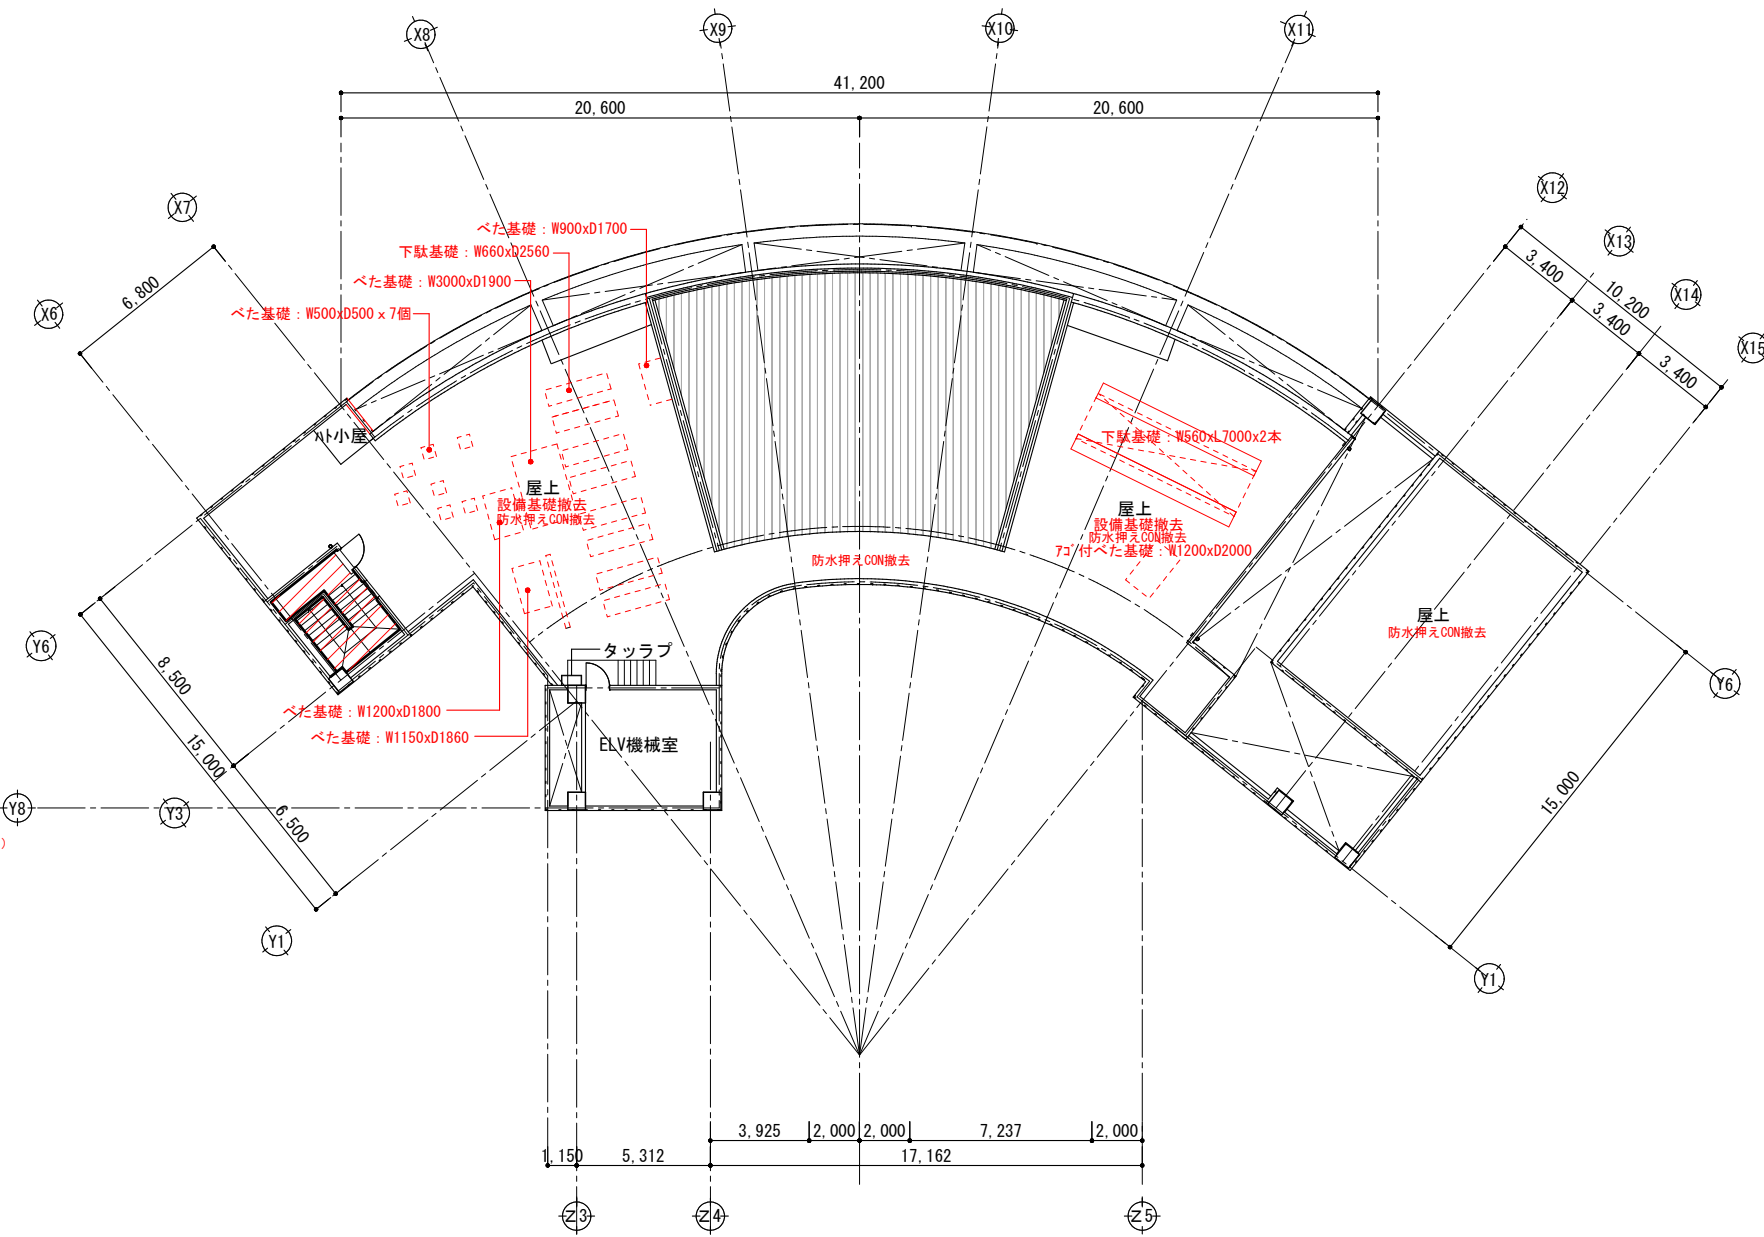 X8
X9
X10
X11
41,200
20,600
20,600
X12
X7
X13
べた基礎：W900xD1700
下駄基礎：W660xD2560
べた基礎：W3000xD1900
べた基礎：W500xD500 x 7個
3,400
10,200
X14
6,800
X6
3,400
X15
3,400
ﾊﾄ小屋
下駄基礎：W560xL7000x2本
屋上
設備基礎撤去
防水押えCON撤去
屋上
設備基礎撤去
防水押えCON撤去
ｱｺﾞ付べた基礎：W1200xD2000
防水押えCON撤去
屋上
防水押えCON撤去
Y6
タッラプ
8,500
Y6
べた基礎：W1200xD1800
べた基礎：W1150xD1860
ELV機械室
15,000
15,000
Y8
Y3
6,500
)
Y1
Y1
3,925
2,000
2,000
7,237
2,000
1,150
5,312
17,162
Z3
Z4
Z5